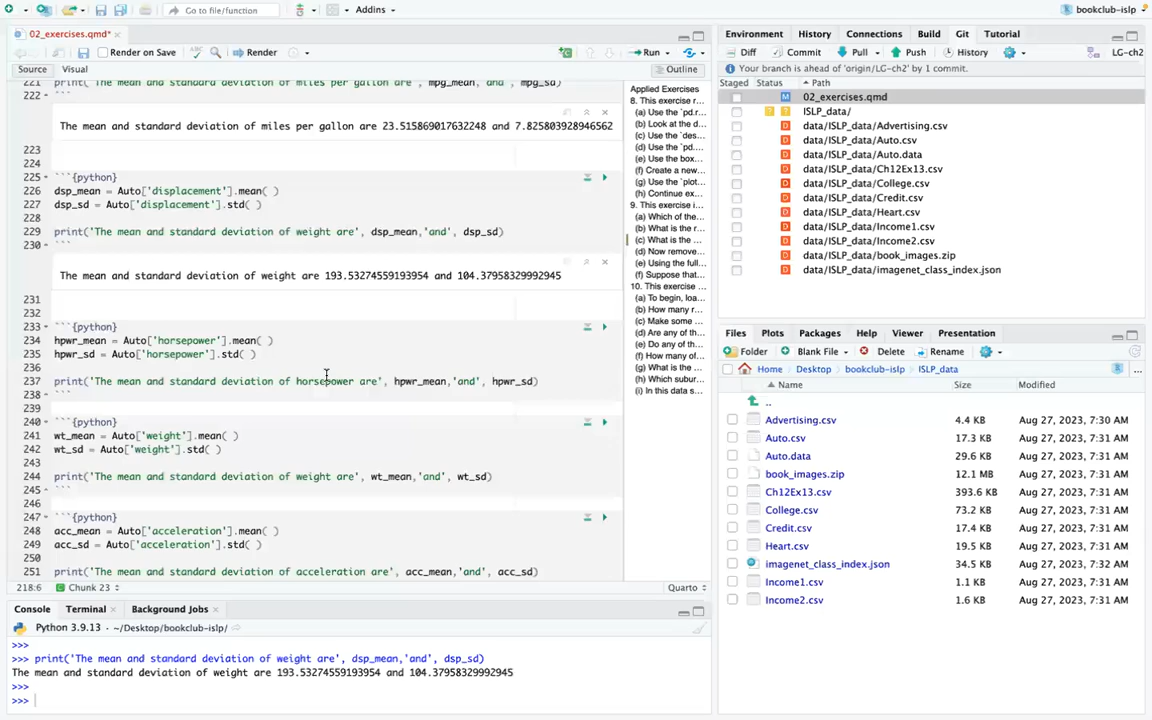 Go to file/function
Addins
bookclub-islp
02_exercises.qmd*
Render on Save
Render
Run
Source
Visual
Outline
221 print('The mean and standard deviation of miles per gallon are', mpg_mean,'and', mpg_sd)
222 ```
The mean and standard deviation of miles per gallon are 23.515869017632248 and 7.825803928946562
223
224
225 ```{python}
226 dsp_mean = Auto['displacement'].mean( )
227 dsp_sd = Auto['displacement'].std( )
228
229 print('The mean and standard deviation of weight are', dsp_mean,'and', dsp_sd)
230 ```
The mean and standard deviation of weight are 193.53274559193954 and 104.37958329992945
231
232
233 ```{python}
234 hpwr_mean = Auto['horsepower'].mean( )
235 hpwr_sd = Auto['horsepower'].std( )
236
237 print('The mean and standard deviation of horsepower are', hpwr_mean,'and', hpwr_sd)
238 ```
239
240 ```{python}
241 wt_mean = Auto['weight'].mean( )
242 wt_sd = Auto['weight'].std( )
243
244 print('The mean and standard deviation of weight are', wt_mean,'and', wt_sd)
245 ```
246
247 ```{python}
248 acc_mean = Auto['acceleration'].mean( )
249 acc_sd = Auto['acceleration'].std( )
250
251 print('The mean and standard deviation of acceleration are', acc_mean,'and', acc_sd)
218:6 Chunk 23
Quarto
Applied Exercises
8. This exercise r...
(a) Use the `pd.r...
(b) Look at the d...
(c) Use the `des...
(d) Use the `pd....
(e) Use the box...
(f) Create a new...
(g) Use the `plot...
(h) Continue ex...
9. This exercise i...
(a) Which of the...
(b) What is the r...
(c) What is the ...
(d) Now remove...
(e) Using the full...
(f) Suppose that...
10. This exercise ...
(a) To begin, loa...
(b) How many r...
(c) Make some ...
(d) Are any of th...
(e) Do any of th...
(f) How many of...
(g) What is the...
(h) Which subur...
(i) In this data s...
Console
Terminal
Background Jobs
Python 3.9.13 · ~/Desktop/bookclub-islp/
>>>
>>> print('The mean and standard deviation of weight are', dsp_mean,'and', dsp_sd)
The mean and standard deviation of weight are 193.53274559193954 and 104.37958329992945
>>>
>>>
Environment
History
Connections
Build
Git
Tutorial
Diff
Commit
Pull
Push
History
LG-ch2
Your branch is ahead of 'origin/LG-ch2' by 1 commit.
Staged Status Path
M 02_exercises.qmd
? ? ISLP_data/
D data/ISLP_data/Advertising.csv
D data/ISLP_data/Auto.csv
D data/ISLP_data/Auto.data
D data/ISLP_data/Ch12Ex13.csv
D data/ISLP_data/College.csv
D data/ISLP_data/Credit.csv
D data/ISLP_data/Heart.csv
D data/ISLP_data/Income1.csv
D data/ISLP_data/Income2.csv
D data/ISLP_data/book_images.zip
D data/ISLP_data/imagenet_class_index.json
Files
Plots
Packages
Help
Viewer
Presentation
Folder
Blank File
Delete
Rename
Home
Desktop
bookclub-islp
ISLP_data
...
Name Size Modified
..
Advertising.csv 4.4 KB Aug 27, 2023, 7:30 AM
Auto.csv 17.3 KB Aug 27, 2023, 7:31 AM
Auto.data 29.6 KB Aug 27, 2023, 7:31 AM
book_images.zip 12.1 MB Aug 27, 2023, 7:31 AM
Ch12Ex13.csv 393.6 KB Aug 27, 2023, 7:31 AM
College.csv 73.2 KB Aug 27, 2023, 7:31 AM
Credit.csv 17.4 KB Aug 27, 2023, 7:31 AM
Heart.csv 19.5 KB Aug 27, 2023, 7:31 AM
imagenet_class_index.json 34.5 KB Aug 27, 2023, 7:32 AM
Income1.csv 1.1 KB Aug 27, 2023, 7:31 AM
Income2.csv 1.6 KB Aug 27, 2023, 7:31 AM